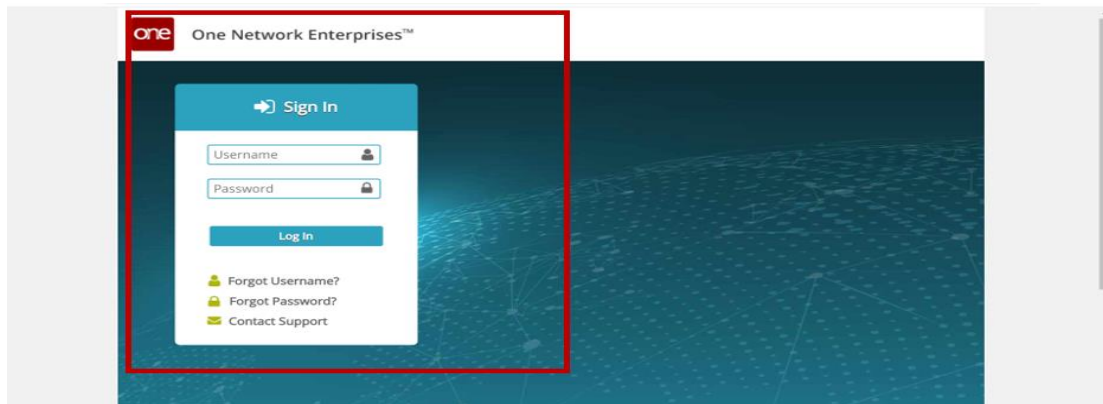 one One Network Enterprises™
Sign In
Username
Password
Log In
Forgot Username?
Forgot Password?
Contact Support